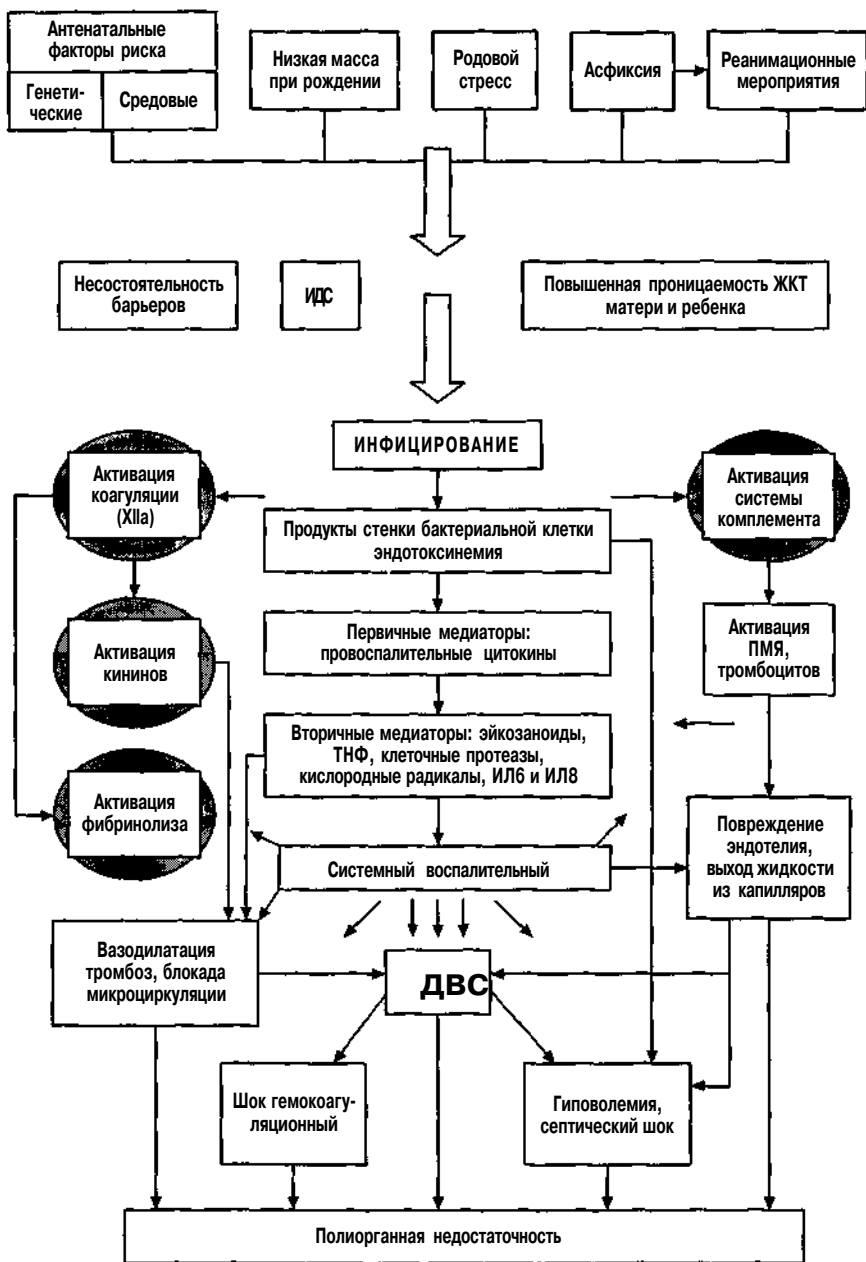 Антенатальные
факторы риска
Генети-
ческие
Средовые
Низкая масса
при рождении
Родовой
стресс
Асфиксия
Реанимационные
мероприятия
Несостоятельность
барьеров
ИДС
Повышенная проницаемость ЖКТ
матери и ребенка
ИНФИЦИРОВАНИЕ
Активация
коагуляции
(XIIa)
Активация
системы
комплемента
Продукты стенки бактериальной клетки
эндотоксинемия
Активация
кининов
Первичные медиаторы:
провоспалительные цитокины
Активация
ПМЯ,
тромбоцитов
Вторичные медиаторы: эйкозаноиды,
ТНФ, клеточные протеазы,
кислородные радикалы, ИЛ6 и ИЛ8
Активация
фибринолиза
Повреждение
эндотелия,
выход жидкости
из капилляров
Системный воспалительный
Вазодилатация
тромбоз, блокада
микроциркуляции
ДВС
Шок гемокоагу-
ляционный
Гиповолемия,
септический шок
Полиорганная недостаточность